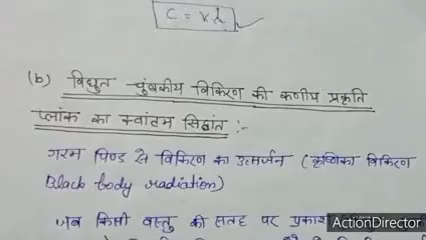 C = νλ
(b) विद्युत चुंबकीय विकिरण की कणीय प्रकृति
प्लांक का क्वांटम सिद्धांत :-
गरम पिण्ड से विकिरण का उत्सर्जन (कृष्णिका विकिरण
Black body radiation)
जब किसी वस्तु की सतह पर प्रकाश
ActionDirector